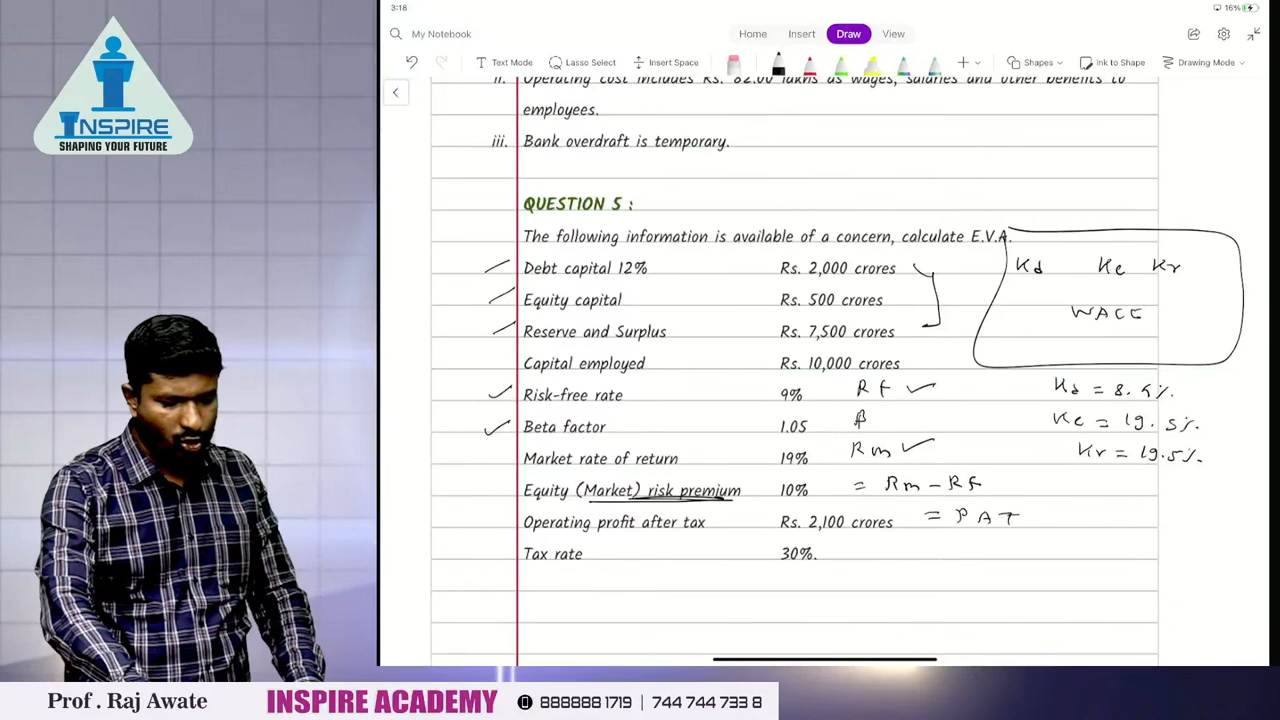 3:18
16%
My Notebook
Home Insert Draw View
Text Mode Lasso Select Insert Space Shapes Ink to Shape Drawing Mode
INSPIRE
SHAPING YOUR FUTURE
ii. Operating cost includes Rs. 82.00 lakhs as wages, salaries and other benefits to
employees.
iii. Bank overdraft is temporary.
QUESTION 5 :
The following information is available of a concern, calculate E.V.A.
Debt capital 12% Rs. 2,000 crores Kd Ke Kr
Equity capital Rs. 500 crores WACC
Reserve and Surplus Rs. 7,500 crores
Capital employed Rs. 10,000 crores
Risk-free rate 9% Rf Kd = 8.4%.
Beta factor 1.05 β Ke = 19.5%.
Market rate of return 19% Rm Kr = 19.5%.
Equity (Market) risk premium 10% = Rm - Rf
Operating profit after tax Rs. 2,100 crores = PAT
Tax rate 30%.
Prof . Raj Awate INSPIRE ACADEMY 888888 1719 | 744 744 733 8